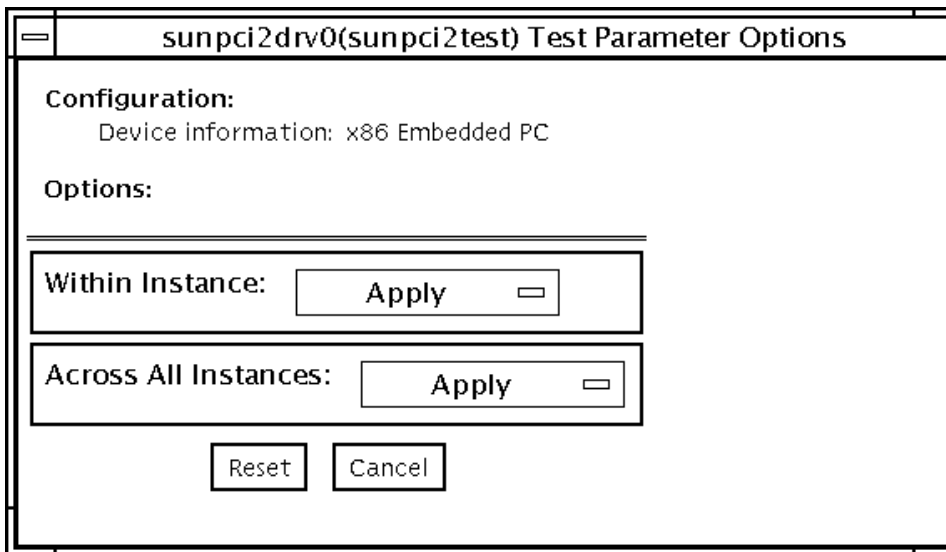 sunpci2drv0(sunpci2test) Test Parameter Options
Configuration:
Device information: x86 Embedded PC
Options:
Within Instance: Apply
Across All Instances: Apply
Reset Cancel